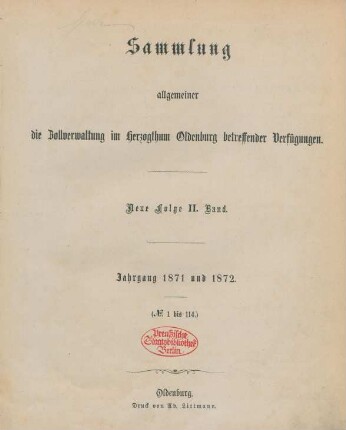 Sammlung
allgemeiner
die Zollverwaltung im Herzogthum Oldenburg betreffender Verfügungen.
Neue Folge II. Band.
Jahrgang 1871 und 1872.
(№ 1 bis 114.)
Preußische
Staatsbibliothek
Berlin
Oldenburg.
Druck von Ad. Littmann.